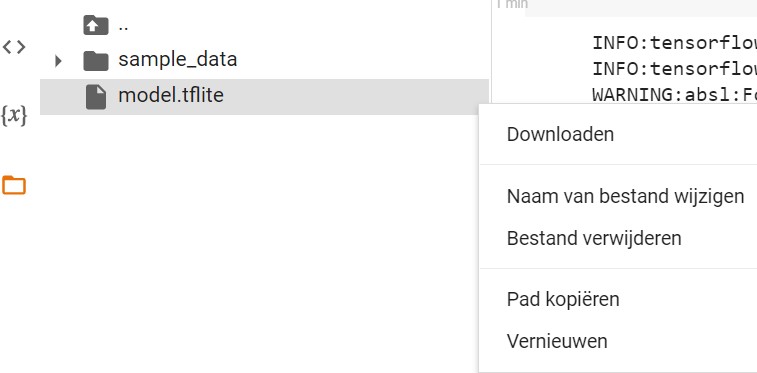 1 min
..
sample_data
model.tflite
{x}
INFO:tensorflow
INFO:tensorflow
WARNING:absl:Fo
Downloaden
Naam van bestand wijzigen
Bestand verwijderen
Pad kopiëren
Vernieuwen